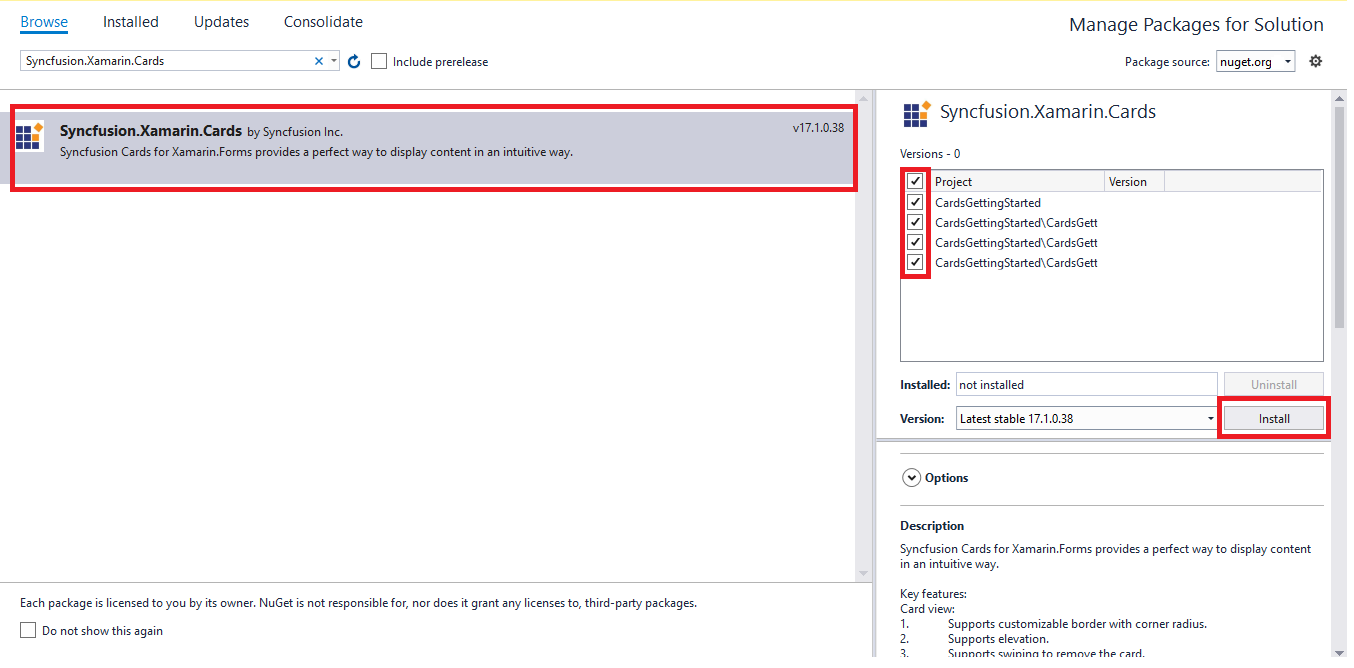 Browse Installed Updates Consolidate
Manage Packages for Solution
Syncfusion.Xamarin.Cards
Include prerelease
Package source: nuget.org
Syncfusion.Xamarin.Cards by Syncfusion Inc.
v17.1.0.38
Syncfusion Cards for Xamarin.Forms provides a perfect way to display content in an intuitive way.
Each package is licensed to you by its owner. NuGet is not responsible for, nor does it grant any licenses to, third-party packages.
Do not show this again
Syncfusion.Xamarin.Cards
Versions - 0
Project Version
CardsGettingStarted
CardsGettingStarted\CardsGett
CardsGettingStarted\CardsGett
CardsGettingStarted\CardsGett
Installed: not installed Uninstall
Version: Latest stable 17.1.0.38 Install
Options
Description
Syncfusion Cards for Xamarin.Forms provides a perfect way to display content
in an intuitive way.
Key features:
Card view:
1. Supports customizable border with corner radius.
2. Supports elevation.
3. Supports swiping to remove the card.